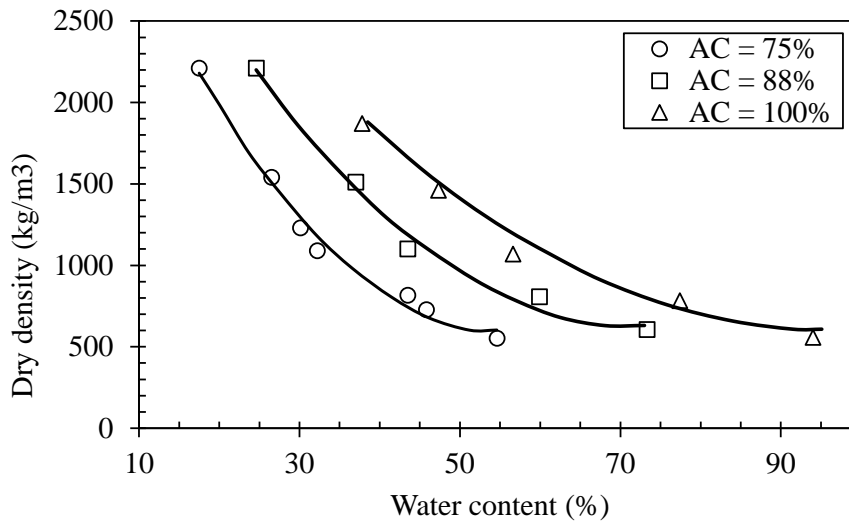 2500
2000
1500
1000
500
0
10
30
50
70
90
Dry density (kg/m3)
Water content (%)
AC = 75%
AC = 88%
AC = 100%